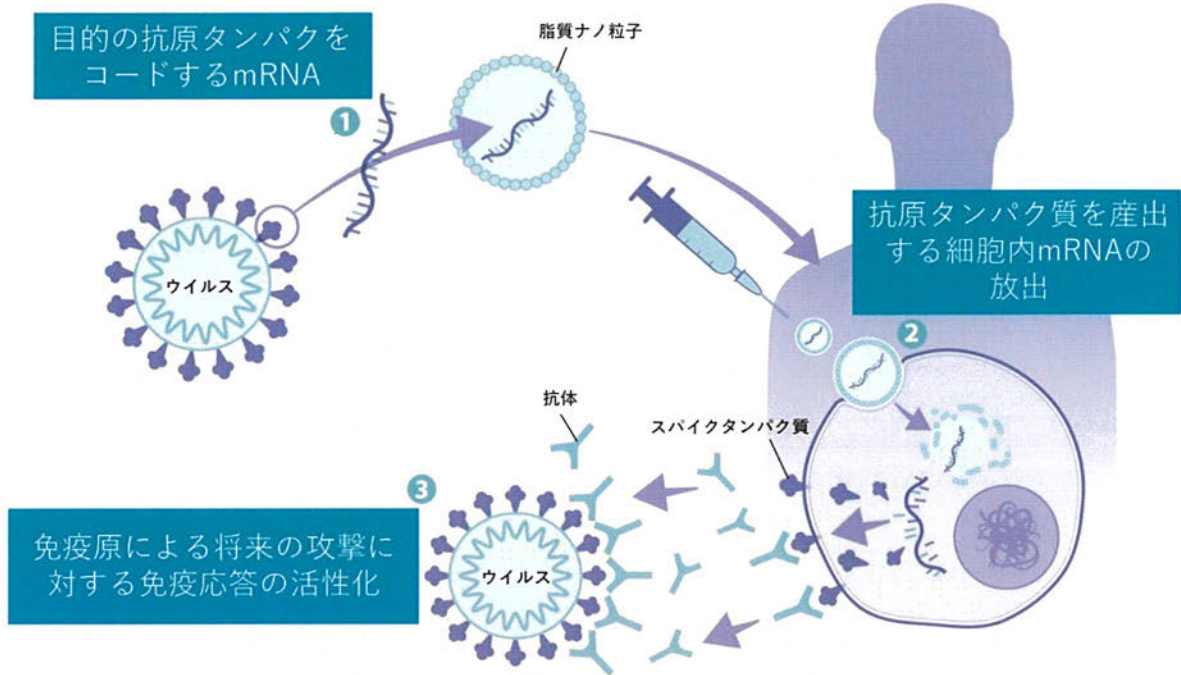 目的の抗原タンパクを
コードするmRNA
脂質ナノ粒子
1
ウイルス
抗原タンパク質を産出
する細胞内mRNAの
放出
2
抗体
スパイクタンパク質
3
免疫原による将来の攻撃に
対する免疫応答の活性化
ウイルス